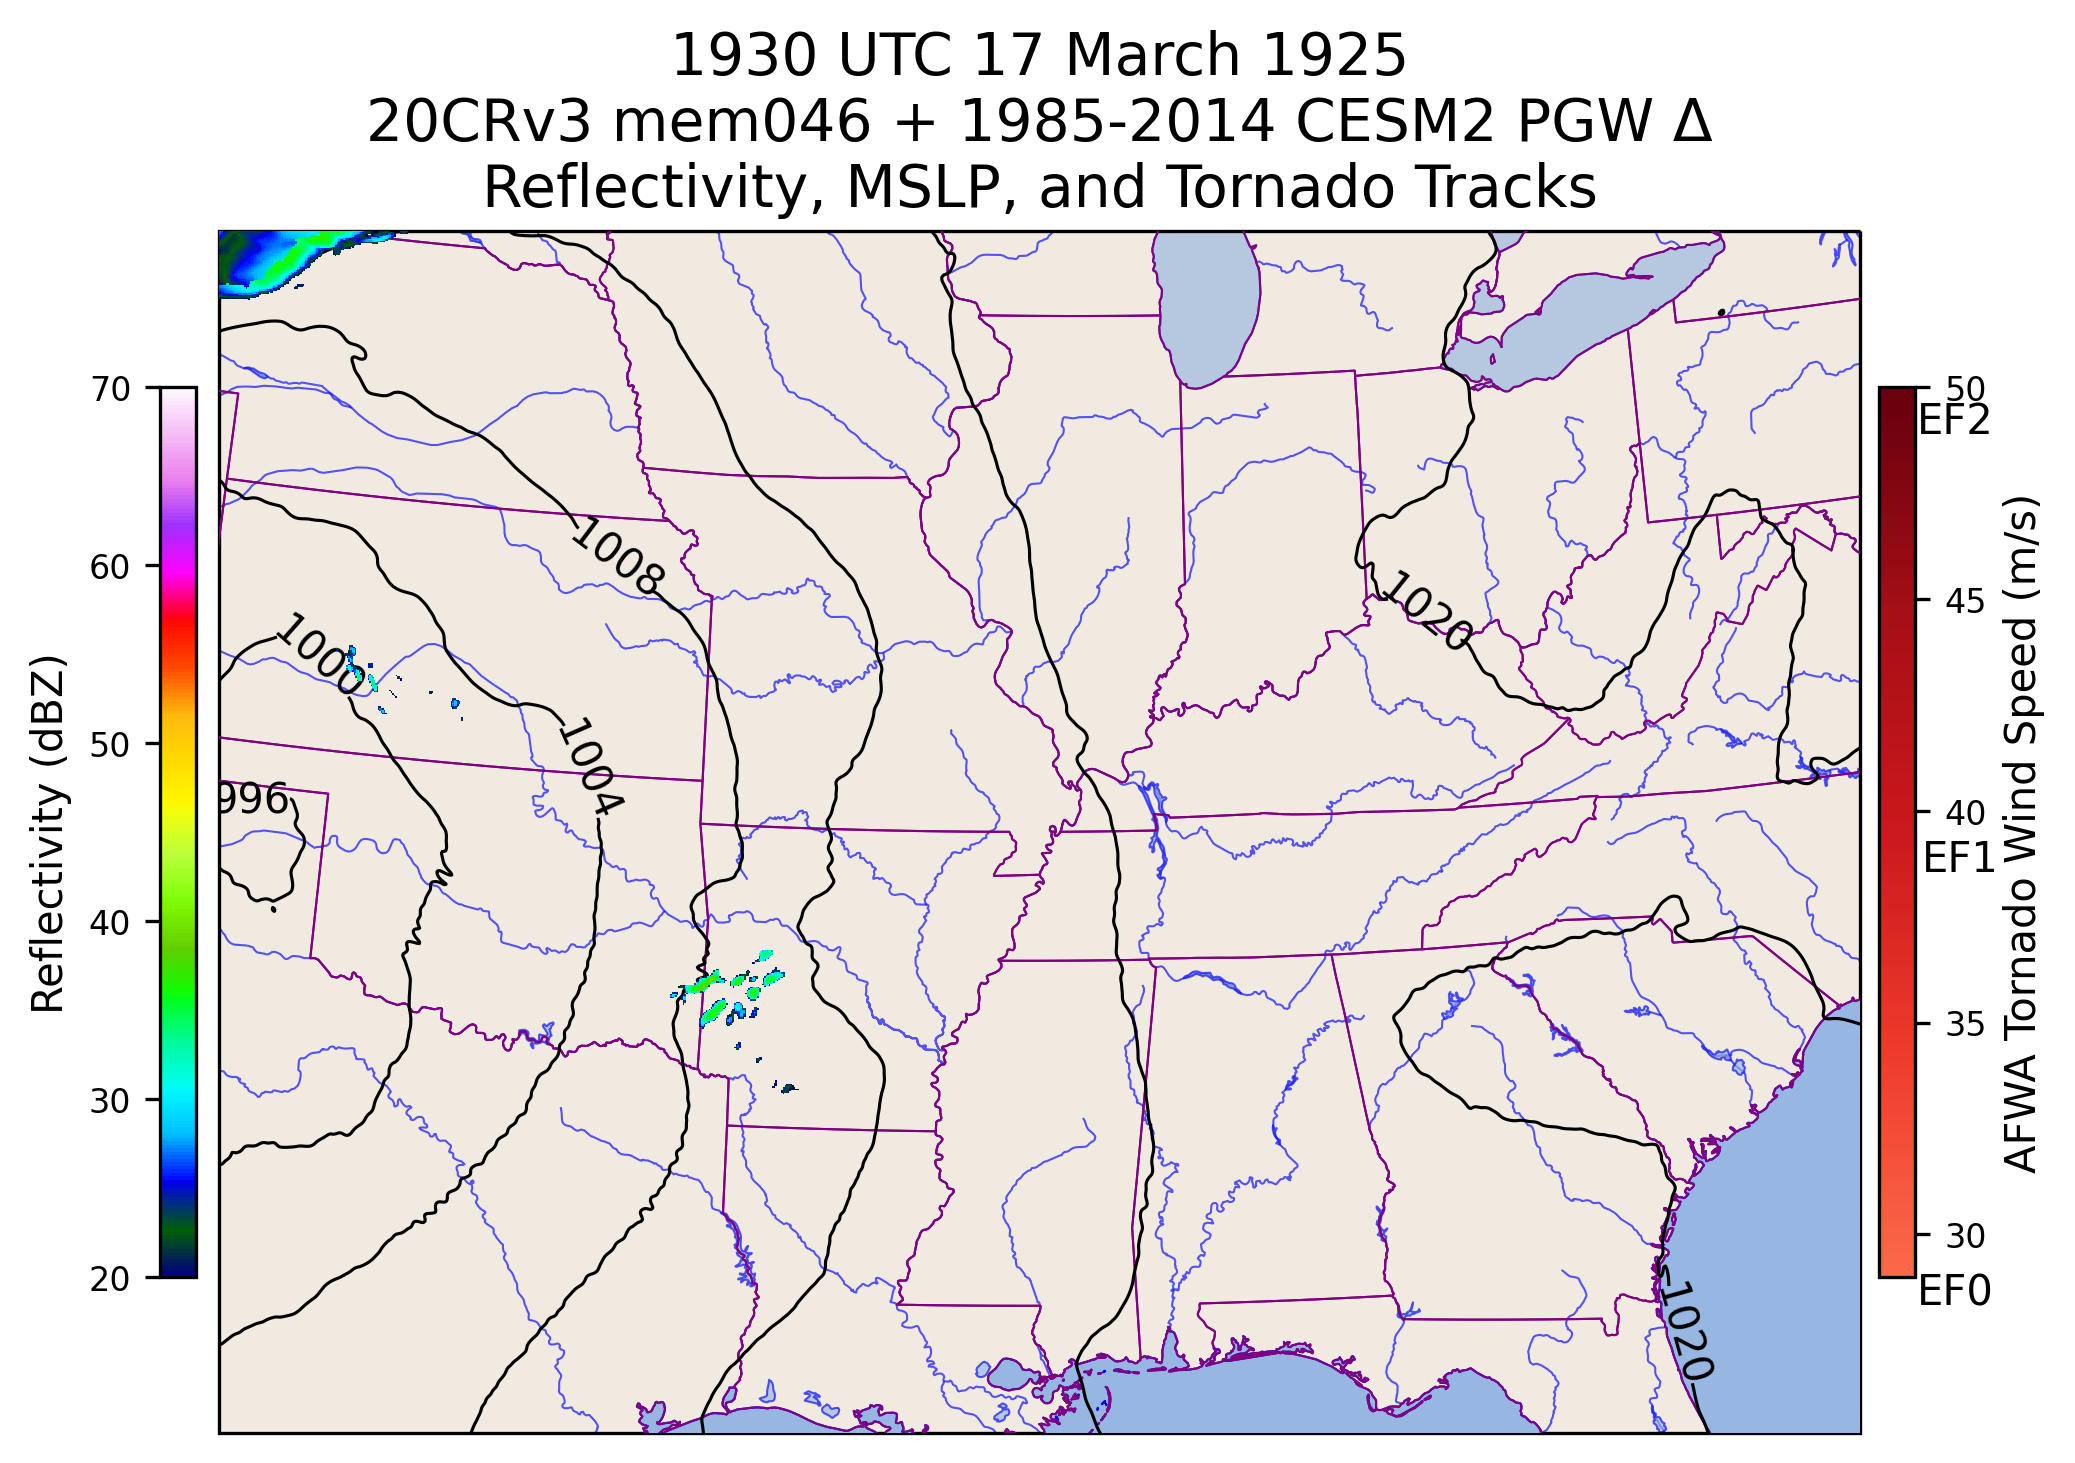 1930 UTC 17 March 1925
20CRv3 mem046 + 1985-2014 CESM2 PGW Δ
Reflectivity, MSLP, and Tornado Tracks
70
60
50
40
30
20
Reflectivity (dBZ)
1008
1000
1004
996
1020
1020
50
EF2
45
40
EF1
35
30
EF0
AFWA Tornado Wind Speed (m/s)